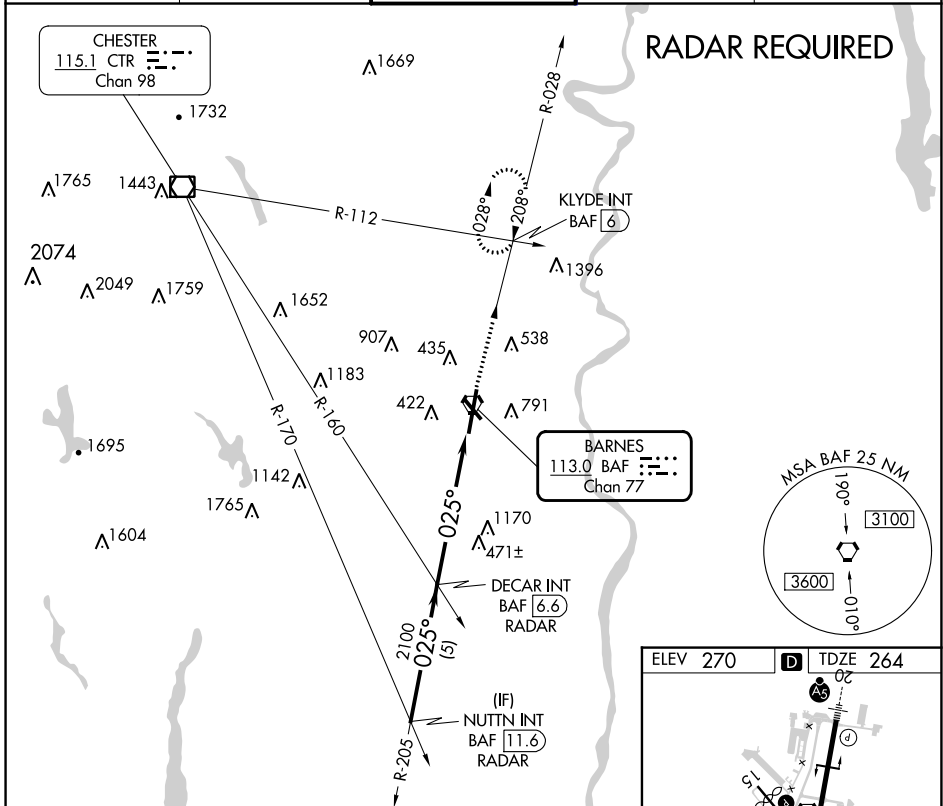 RADAR REQUIRED
CHESTER
115.1 CTR
Chan 98
1669
1732
R-028
1765
1443
R-112
028°
208°
KLYDE INT
BAF 6
1396
2074
2049
1759
1652
907
435
538
1183
422
791
R-170
R-160
BARNES
113.0 BAF
Chan 77
1695
1142
1765
025°
1170
471±
1604
MSA BAF 25 NM
190°
3100
3600
010°
DECAR INT
BAF 6.6
RADAR
2100
025°
(5)
(IF)
NUTTN INT
BAF 11.6
RADAR
R-205
ELEV 270
D
TDZE 264
20
A5
P
15